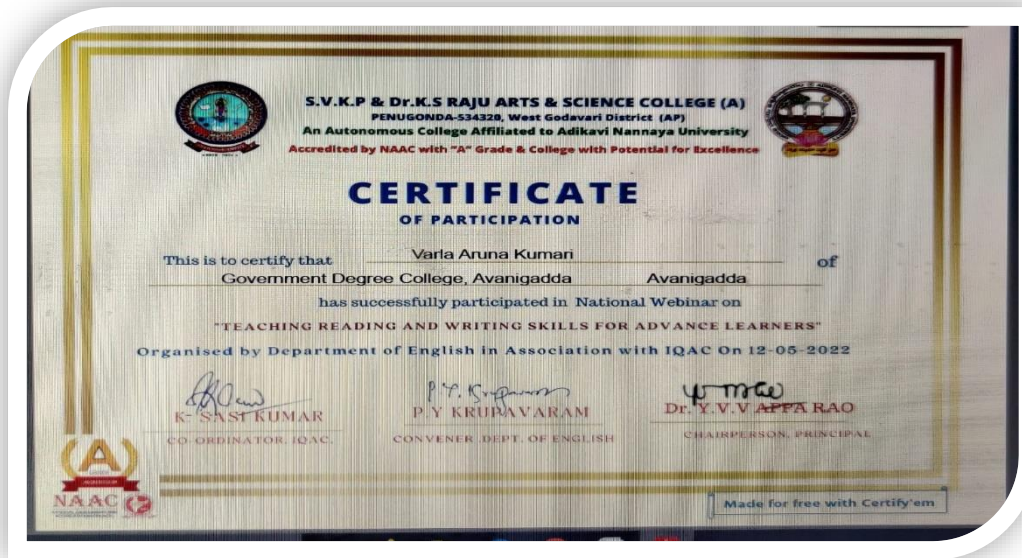 S.V.K.P & Dr.K.S RAJU ARTS & SCIENCE COLLEGE (A)
PENUGONDA-534320, West Godavari District (AP)
An Autonomous College Affiliated to Adikavi Nannaya University
Accredited by NAAC with "A" Grade & College with Potential for Excellence
CERTIFICATE
OF PARTICIPATION
This is to certify that Varla Aruna Kumari of
Government Degree College, Avanigadda Avanigadda
has successfully participated in National Webinar on
"TEACHING READING AND WRITING SKILLS FOR ADVANCE LEARNERS"
Organised by Department of English in Association with IQAC On 12-05-2022
K. SASI KUMAR P.Y KRUPAVARAM Dr. Y.V.V APPA RAO
CO-ORDINATOR, IQAC, CONVENER DEPT. OF ENGLISH CHAIRPERSON, PRINCIPAL
A
NAAC
Made for free with Certify'em